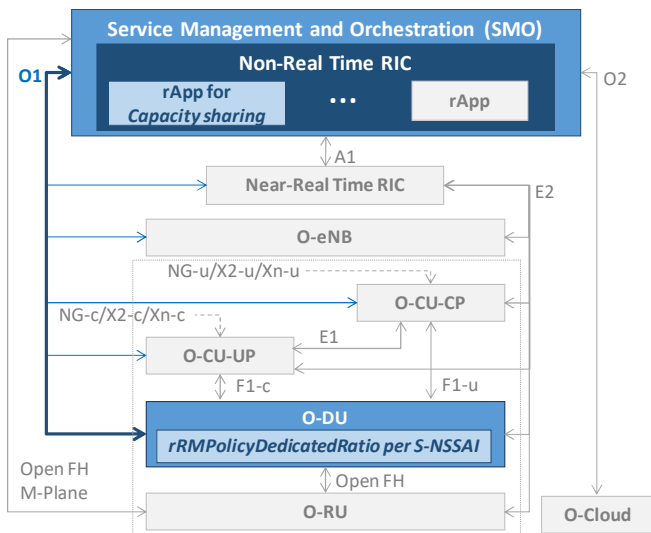 Service Management and Orchestration (SMO)
Non-Real Time RIC
O1
rApp for
Capacity sharing
...
rApp
O2
A1
Near-Real Time RIC
E2
O-eNB
NG-u/X2-u/Xn-u
O-CU-CP
NG-c/X2-c/Xn-c
E1
O-CU-UP
F1-c
F1-u
O-DU
rRMPolicyDedicatedRatio per S-NSSAI
Open FH
M-Plane
Open FH
O-RU
O-Cloud